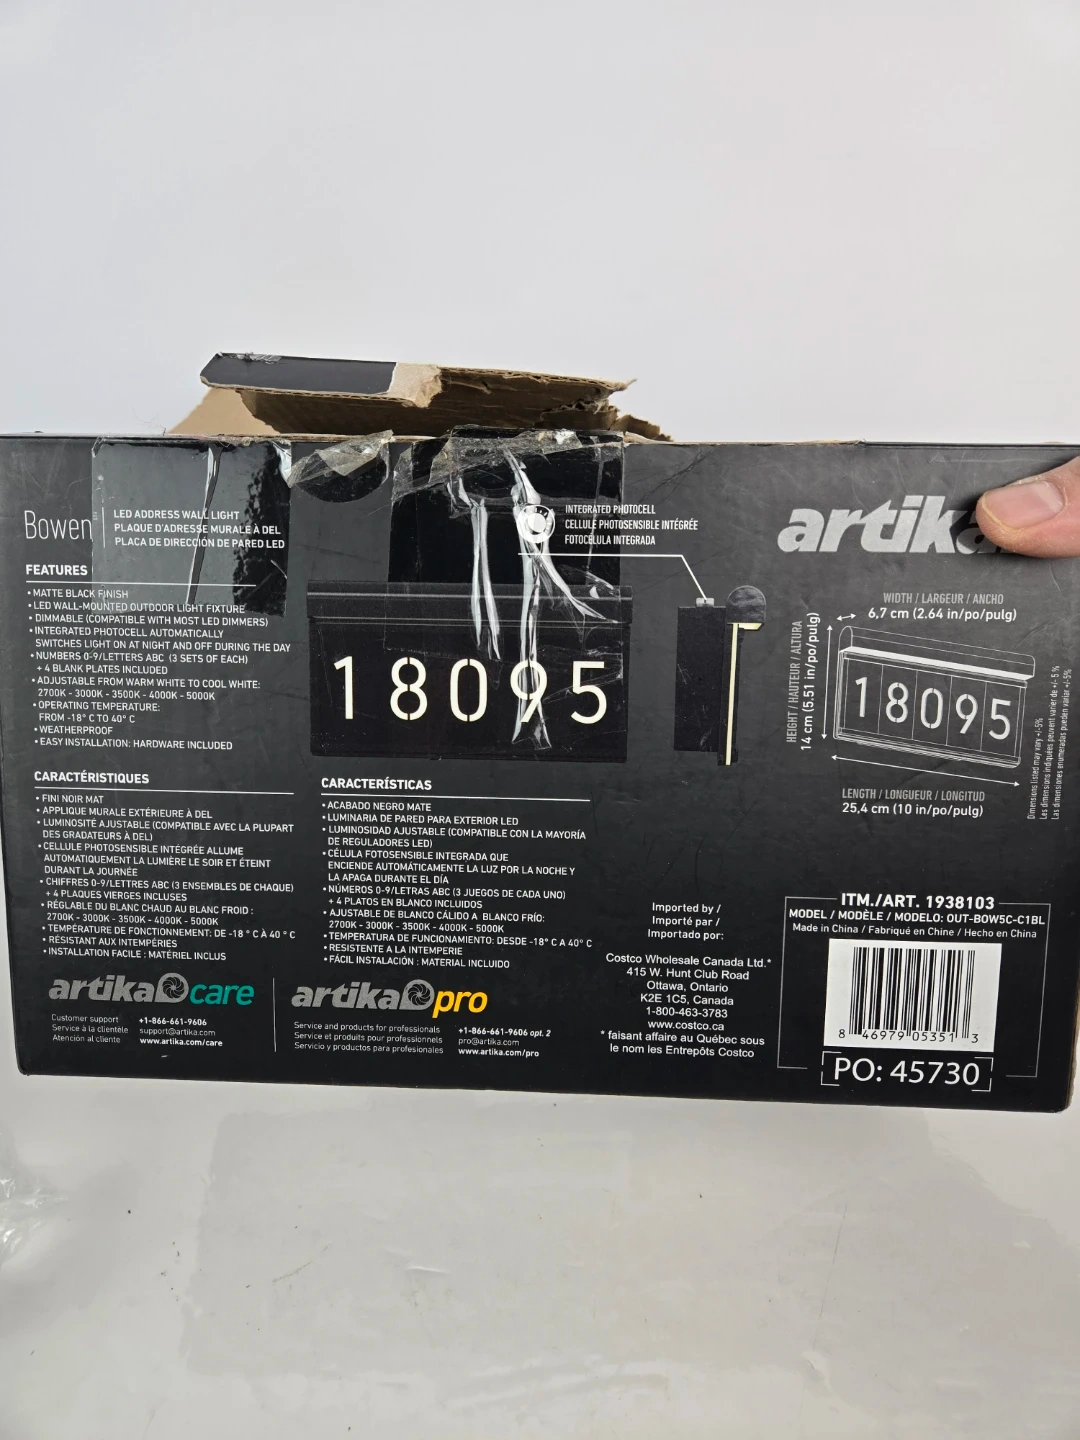 Bowen
LED ADDRESS WALL LIGHT
PLAQUE D'ADRESSE MURALE À DEL
PLACA DE DIRECCIÓN DE PARED LED
FEATURES
• MATTE BLACK FINISH
• LED WALL-MOUNTED OUTDOOR LIGHT FIXTURE
• DIMMABLE (COMPATIBLE WITH MOST LED DIMMERS)
• INTEGRATED PHOTOCELL AUTOMATICALLY
SWITCHES LIGHT ON AT NIGHT AND OFF DURING THE DAY
• NUMBERS 0-9/LETTERS ABC (3 SETS OF EACH)
+ 4 BLANK PLATES INCLUDED
• ADJUSTABLE FROM WARM WHITE TO COOL WHITE:
2700K - 3000K - 3500K - 4000K - 5000K
• OPERATING TEMPERATURE:
FROM -18° C TO 40° C
• WEATHERPROOF
• EASY INSTALLATION: HARDWARE INCLUDED
CARACTÉRISTIQUES
• FINI NOIR MAT
• APPLIQUE MURALE EXTÉRIEURE À DEL
• LUMINOSITÉ AJUSTABLE (COMPATIBLE AVEC LA PLUPART
DES GRADATEURS À DEL)
• CELLULE PHOTOSENSIBLE INTÉGRÉE ALLUME
AUTOMATIQUEMENT LA LUMIÈRE LE SOIR ET ÉTEINT
DURANT LA JOURNÉE
• CHIFFRES 0-9/LETTRES ABC (3 ENSEMBLES DE CHAQUE)
+ 4 PLAQUES VIERGES INCLUSES
• RÉGLABLE DU BLANC CHAUD AU BLANC FROID :
2700K - 3000K - 3500K - 4000K - 5000K
• TEMPÉRATURE DE FONCTIONNEMENT: DE -18 ° C À 40 ° C
• RÉSISTANT AUX INTEMPÉRIES
• INSTALLATION FACILE : MATÉRIEL INCLUS
INTEGRATED PHOTOCELL
CELLULE PHOTOSENSIBLE INTÉGRÉE
FOTOCÉLULA INTEGRADA
18095
CARACTERÍSTICAS
• ACABADO NEGRO MATE
• LUMINARIA DE PARED PARA EXTERIOR LED
• LUMINOSIDAD AJUSTABLE (COMPATIBLE CON LA MAYORÍA
DE REGULADORES LED)
• CÉLULA FOTOSENSIBLE INTEGRADA QUE
ENCIENDE AUTOMÁTICAMENTE LA LUZ POR LA NOCHE Y
LA APAGA DURANTE EL DÍA
• NÚMEROS 0-9/LETRAS ABC (3 JUEGOS DE CADA UNO)
+ 4 PLATOS EN BLANCO INCLUIDOS
• AJUSTABLE DE BLANCO CÁLIDO A BLANCO FRÍO:
2700K - 3000K - 3500K - 4000K - 5000K
• TEMPERATURA DE FUNCIONAMIENTO: DESDE -18° C A 40° C
• RESISTENTE A LA INTEMPERIE
• FÁCIL INSTALACIÓN : MATERIAL INCLUIDO
artika
WIDTH / LARGEUR / ANCHO
6,7 cm (2.64 in/po/pulg)
HEIGHT / HAUTEUR / ALTURA
14 cm (5.51 in/po/pulg)
18095
LENGTH / LONGUEUR / LONGITUD
25,4 cm (10 in/po/pulg)
Dimensions listed may vary +/-5%
Les dimensions indiquées peuvent varier de +/- 5 %
Las dimensiones enumeradas pueden variar +/-5%
artika care
Customer support
Service à la clientèle
Atención al cliente
+1-866-661-9606
support@artika.com
www.artika.com/care
artika pro
Service and products for professionals
Service et produits pour professionnels
Servicio y productos para profesionales
+1-866-661-9606 opt. 2
pro@artika.com
www.artika.com/pro
Imported by /
Importé par /
Importado por:
Costco Wholesale Canada Ltd.*
415 W. Hunt Club Road
Ottawa, Ontario
K2E 1C5, Canada
1-800-463-3783
www.costco.ca
* faisant affaire au Québec sous
le nom les Entrepôts Costco
ITM./ART. 1938103
MODEL / MODÈLE / MODELO: OUT-BOW5C-C1BL
Made in China / Fabriqué en Chine / Hecho en China
8 46979 05351 3
PO: 45730